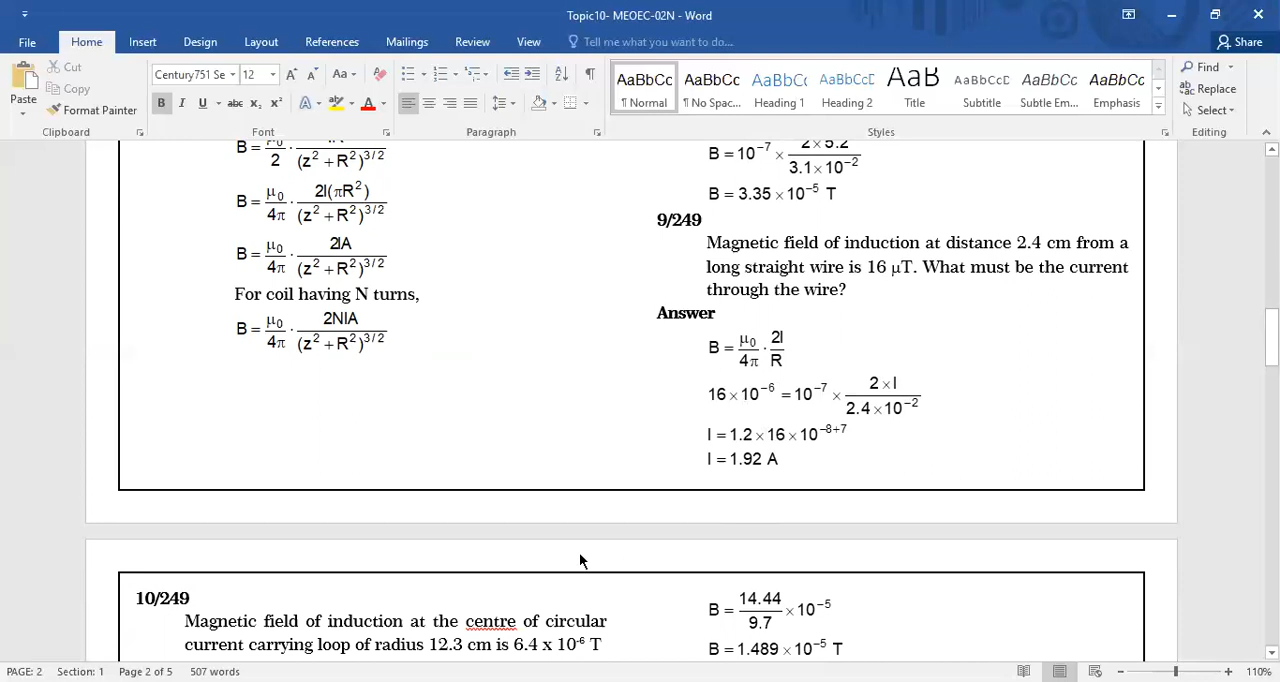 Topic10- MEOEC-02N - Word
File Home Insert Design Layout References Mailings Review View Tell me what you want to do... Share
Paste
Cut
Copy
Format Painter
Century751 Se 12
Find
Replace
Select
AaBbCc AaBbCc AaBbC AaBbCcC AaB AaBbCcD AaBbCc AaBbCc
¶ Normal ¶ No Spac... Heading 1 Heading 2 Title Subtitle Subtle Em... Emphasis
Clipboard Font Paragraph Styles Editing
B = μ0/2 · /(z² + R²)^3/2
B = μ0/4π · 2I(πR²)/(z² + R²)^3/2
B = μ0/4π · 2IA/(z² + R²)^3/2
For coil having N turns,
B = μ0/4π · 2NIA/(z² + R²)^3/2
B = 10⁻⁷ × 2 × 5.2/3.1 × 10⁻²
B = 3.35 × 10⁻⁵ T
9/249
Magnetic field of induction at distance 2.4 cm from a
long straight wire is 16 μT. What must be the current
through the wire?
Answer
B = μ0/4π · 2I/R
16 × 10⁻⁶ = 10⁻⁷ × 2 × I/2.4 × 10⁻²
I = 1.2 × 16 × 10⁻⁸⁺⁷
I = 1.92 A
10/249
Magnetic field of induction at the centre of circular
current carrying loop of radius 12.3 cm is 6.4 x 10⁻⁶ T
B = 14.44/9.7 × 10⁻⁵
B = 1.489 × 10⁻⁵ T
PAGE: 2 Section: 1 Page 2 of 5 507 words 110%